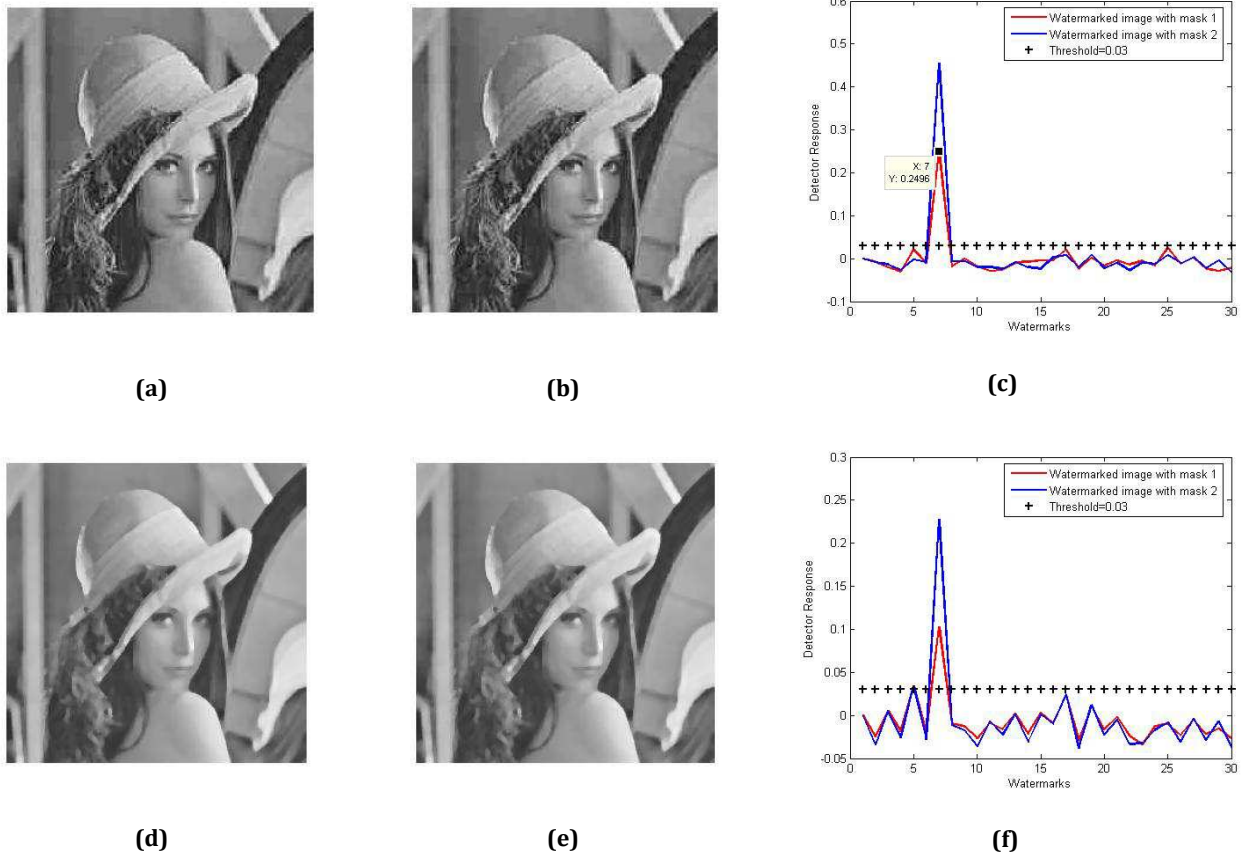 0.6
0.5
0.4
0.3
0.2
0.1
0
-0.1
Detector Response
Watermarked image with mask 1
Watermarked image with mask 2
Threshold=0.03
X: 7
Y: 0.2496
0 5 10 15 20 25 30
Watermarks
(a) (b) (c)
0.3
0.25
0.2
0.15
0.1
0.05
0
-0.05
Detector Response
Watermarked image with mask 1
Watermarked image with mask 2
Threshold=0.03
0 5 10 15 20 25 30
Watermarks
(d) (e) (f)